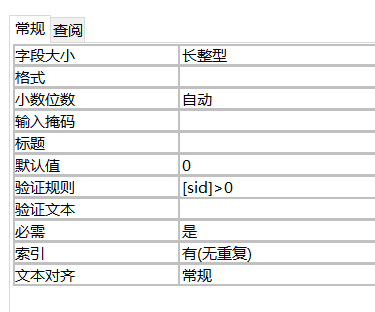 常规 查阅
字段大小 长整型
格式
小数位数 自动
输入掩码
标题
默认值 0
验证规则 [sid]>0
验证文本
必需 是
索引 有(无重复)
文本对齐 常规